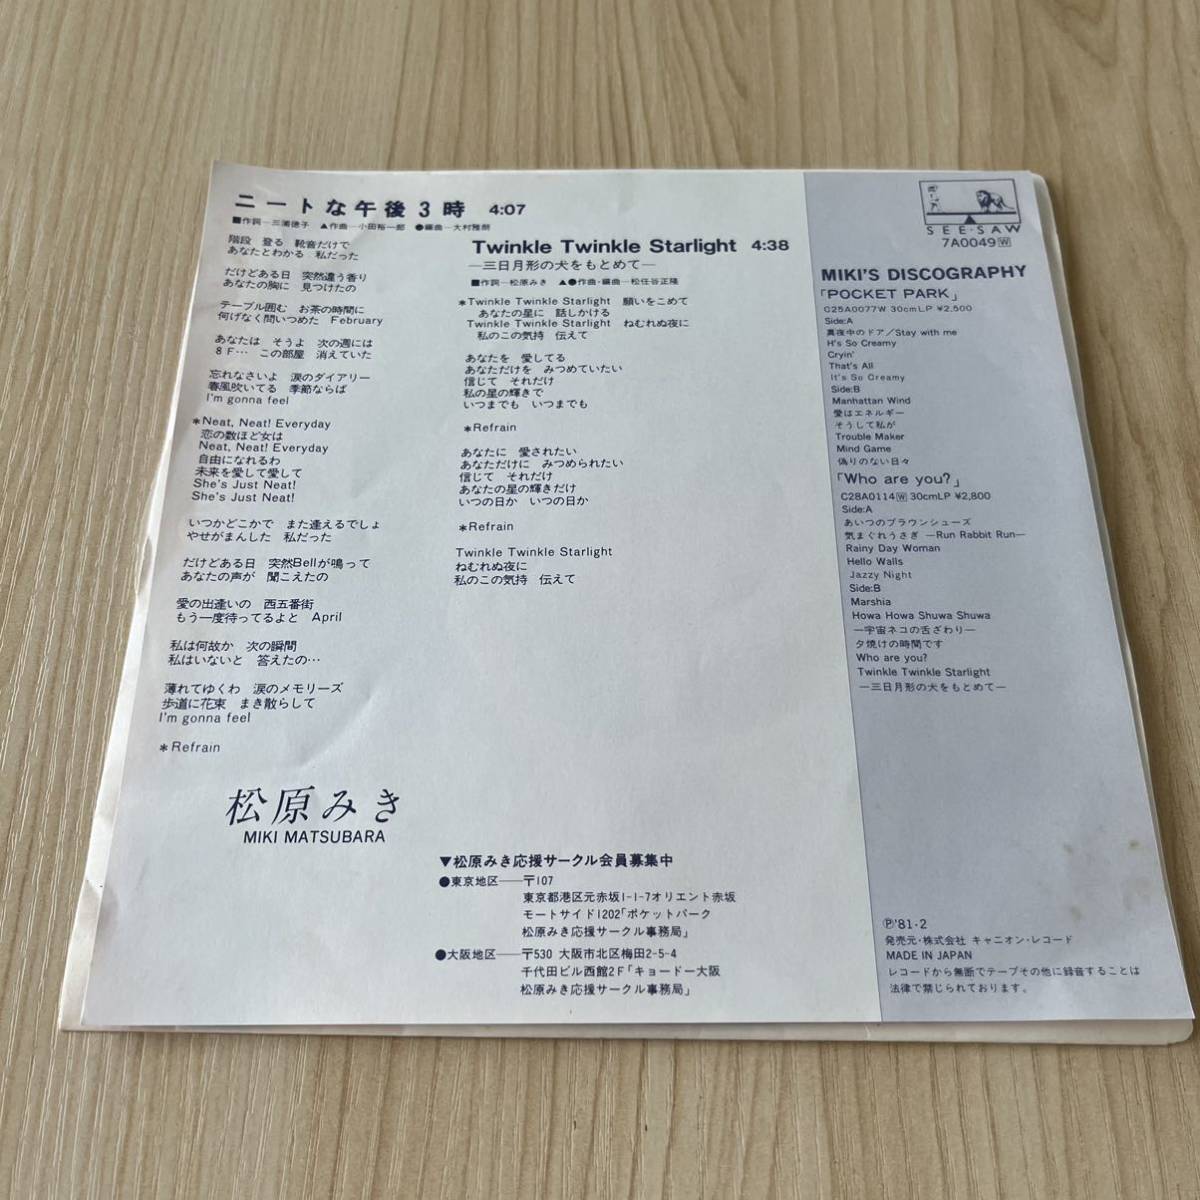 ニートな午後3時 4:07
■作詞—三浦徳子 ▲作曲—小田裕一郎 ●編曲—大村雅朗
階段 登る 靴音だけで
あなたとわかる 私だった
だけどある日 突然違う香り
あなたの胸に 見つけたの
テーブル囲む お茶の時間に
何げなく問いつめた February
あなたは そうよ 次の週には
8F… この部屋 消えていた
忘れなさいよ 涙のダイアリー
春風吹いてる 季節ならば
I'm gonna feel
*Neat, Neat! Everyday
恋の数ほど女は
Neat, Neat! Everyday
自由になれるわ
未来を愛して愛して
She's Just Neat!
She's Just Neat!
いつかどこかで また逢えるでしょ
やせがまんした 私だった
だけどある日 突然Bellが鳴って
あなたの声が 聞こえたの
愛の出逢いの 西五番街
もう一度待ってるよと April
私は何故か 次の瞬間
私はいないと 答えたの…
薄れてゆくわ 涙のメモリーズ
歩道に花束 まき散らして
I'm gonna feel
*Refrain
Twinkle Twinkle Starlight 4:38
—三日月形の犬をもとめて—
■作詞—松原みき ▲●作曲・編曲—松任谷正隆
*Twinkle Twinkle Starlight 願いをこめて
あなたの星に 話しかける
Twinkle Twinkle Starlight ねむれぬ夜に
私のこの気持 伝えて
あなたを 愛してる
あなただけを みつめていたい
信じて それだけ
私の星の輝きで
いつまでも いつまでも
*Refrain
あなたに 愛されたい
あなただけに みつめられたい
信じて それだけ
あなたの星の輝きだけ
いつの日か いつの日か
*Refrain
Twinkle Twinkle Starlight
ねむれぬ夜に
私のこの気持 伝えて
松原みき
MIKI MATSUBARA
▼松原みき応援サークル会員募集中
●東京地区——〒107
東京都港区元赤坂1-1-7オリエント赤坂
モートサイド1202「ポケットパーク
松原みき応援サークル事務局」
●大阪地区——〒530 大阪市北区梅田2-5-4
千代田ビル西館2F「キョードー大阪
松原みき応援サークル事務局」
SEE・SAW
7A0049 W
MIKI'S DISCOGRAPHY
「POCKET PARK」
C25A0077W 30cmLP ¥2,500
Side:A
真夜中のドア/Stay with me
H's So Creamy
Cryin'
That's All
It's So Creamy
Side:B
Manhattan Wind
愛はエネルギー
そうして私が
Trouble Maker
Mind Game
偽りのない日々
「Who are you?」
C28A0114 W 30cmLP ¥2,800
Side:A
あいつのブラウンシューズ
気まぐれうさぎ —Run Rabbit Run—
Rainy Day Woman
Hello Walls
Jazzy Night
Side:B
Marshia
Howa Howa Shuwa Shuwa
—宇宙ネコの舌ざわり—
夕焼けの時間です
Who are you?
Twinkle Twinkle Starlight
—三日月形の犬をもとめて—
Ⓟ'81・2
発売元・株式会社 キャニオン・レコード
MADE IN JAPAN
レコードから無断でテープその他に録音することは
法律で禁じられております。